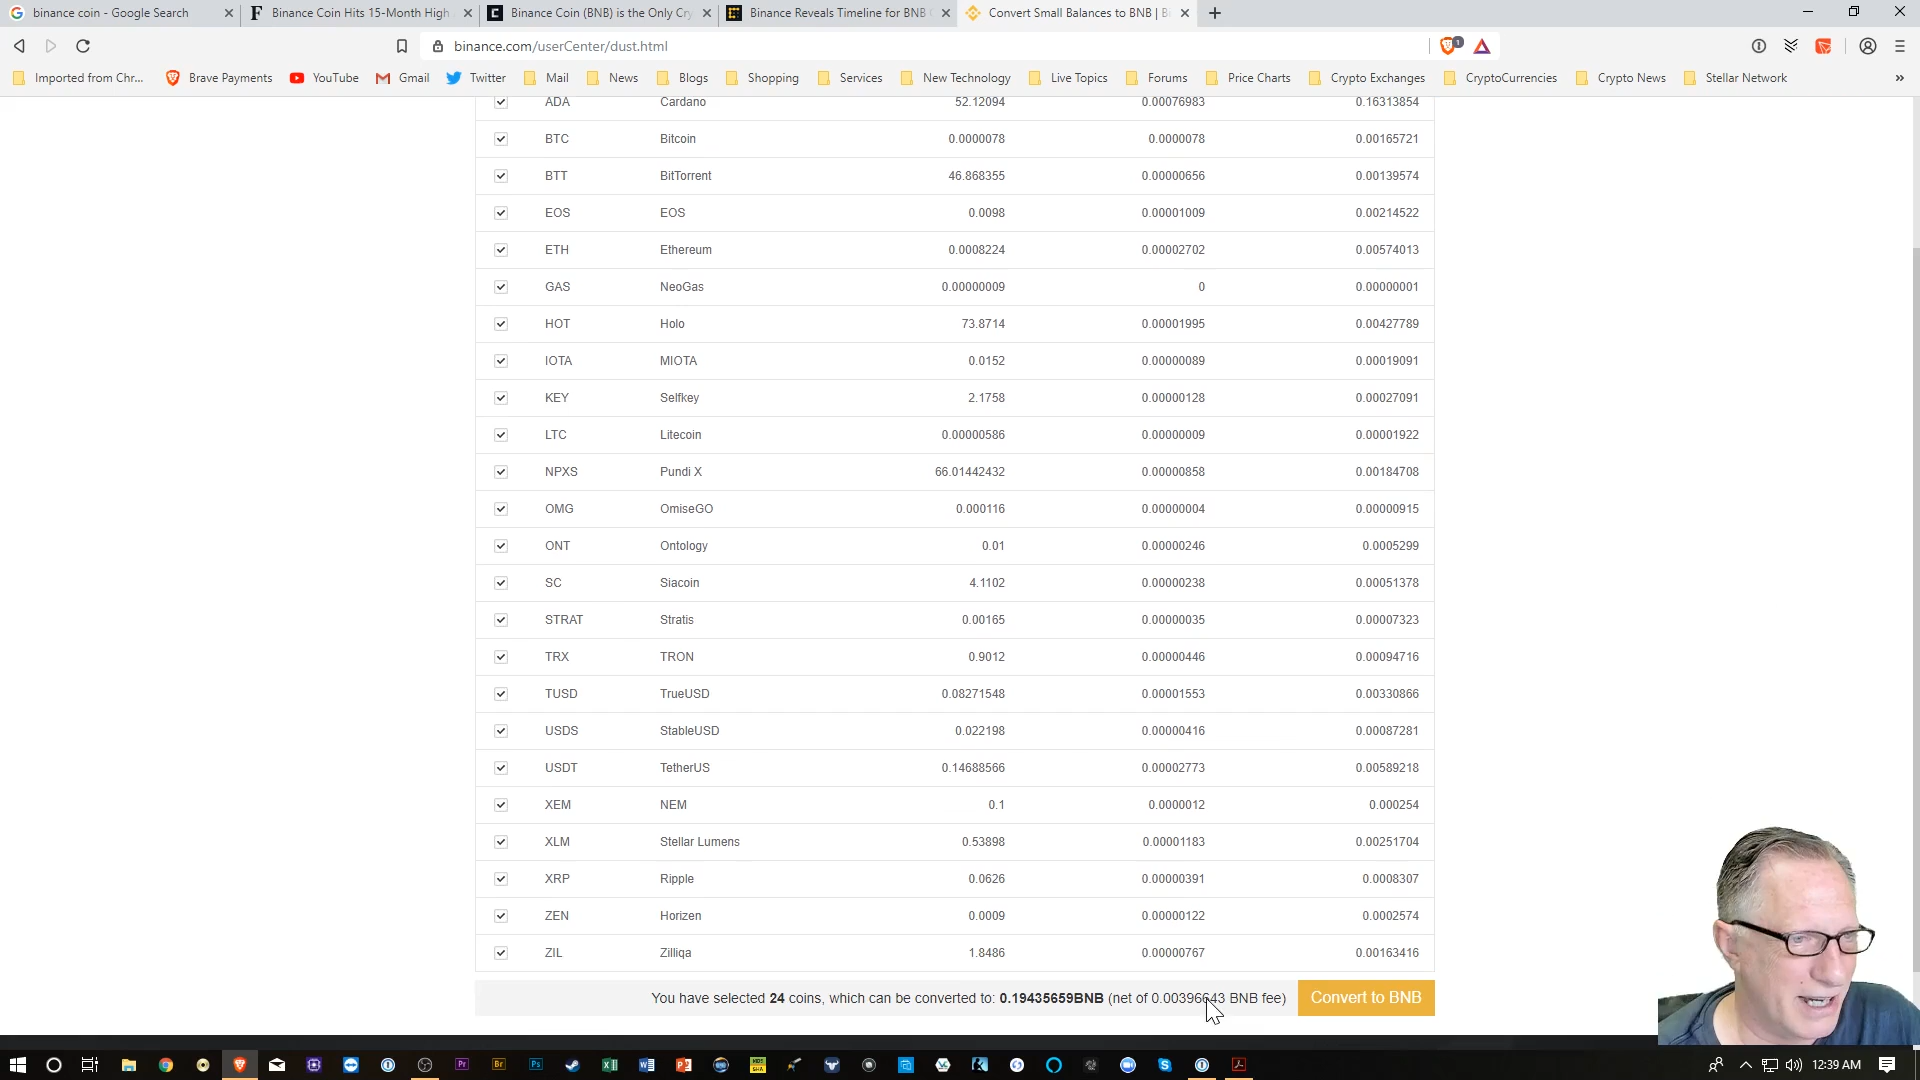 binance coin - Google Search
Binance Coin Hits 15-Month High
Binance Coin (BNB) is the Only Cry
Binance Reveals Timeline for BNB
Convert Small Balances to BNB | B
binance.com/userCenter/dust.html
1
Imported from Chr... Brave Payments YouTube Gmail Twitter Mail News Blogs Shopping Services New Technology Live Topics Forums Price Charts Crypto Exchanges CryptoCurrencies Crypto News Stellar Network »
ADA Cardano 52.12094 0.00076983 0.16313854
BTC Bitcoin 0.0000078 0.0000078 0.00165721
BTT BitTorrent 46.868355 0.00000656 0.00139574
EOS EOS 0.0098 0.00001009 0.00214522
ETH Ethereum 0.0008224 0.00002702 0.00574013
GAS NeoGas 0.00000009 0 0.00000001
HOT Holo 73.8714 0.00001995 0.00427789
IOTA MIOTA 0.0152 0.00000089 0.00019091
KEY Selfkey 2.1758 0.00000128 0.00027091
LTC Litecoin 0.00000586 0.00000009 0.00001922
NPXS Pundi X 66.01442432 0.00000858 0.00184708
OMG OmiseGO 0.000116 0.00000004 0.00000915
ONT Ontology 0.01 0.00000246 0.0005299
SC Siacoin 4.1102 0.00000238 0.00051378
STRAT Stratis 0.00165 0.00000035 0.00007323
TRX TRON 0.9012 0.00000446 0.00094716
TUSD TrueUSD 0.08271548 0.00001553 0.00330866
USDS StableUSD 0.022198 0.00000416 0.00087281
USDT TetherUS 0.14688566 0.00002773 0.00589218
XEM NEM 0.1 0.0000012 0.000254
XLM Stellar Lumens 0.53898 0.00001183 0.00251704
XRP Ripple 0.0626 0.00000391 0.0008307
ZEN Horizen 0.0009 0.00000122 0.0002574
ZIL Zilliqa 1.8486 0.00000767 0.00163416
You have selected 24 coins, which can be converted to: 0.19435659BNB (net of 0.00396643 BNB fee) Convert to BNB
12:39 AM